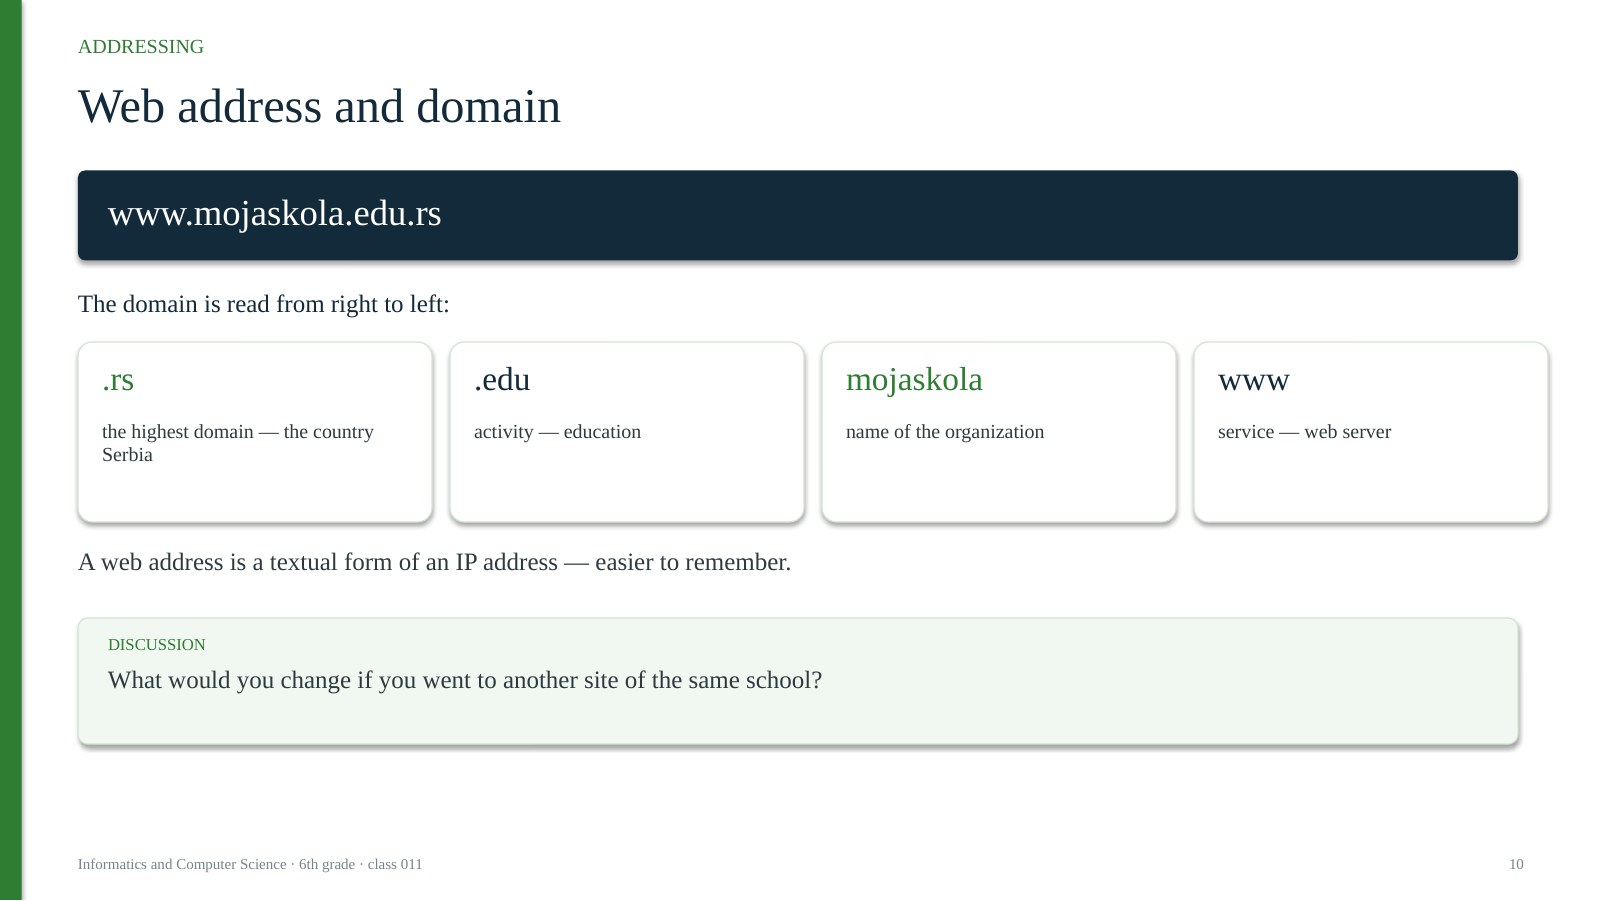 ADDRESSING
Web address and domain
www.mojaskola.edu.rs
The domain is read from right to left:
.rs
the highest domain — the country
Serbia
.edu
activity — education
mojaskola
name of the organization
www
service — web server
A web address is a textual form of an IP address — easier to remember.
DISCUSSION
What would you change if you went to another site of the same school?
Informatics and Computer Science · 6th grade · class 011
10